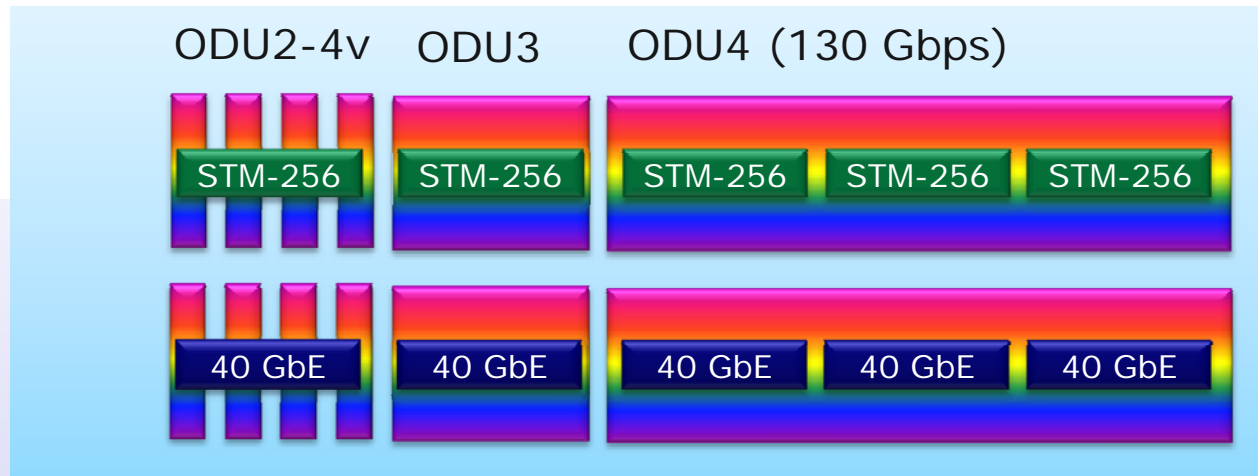 ODU2-4v ODU3 ODU4 (130 Gbps)
STM-256 STM-256 STM-256 STM-256 STM-256
40 GbE 40 GbE 40 GbE 40 GbE 40 GbE